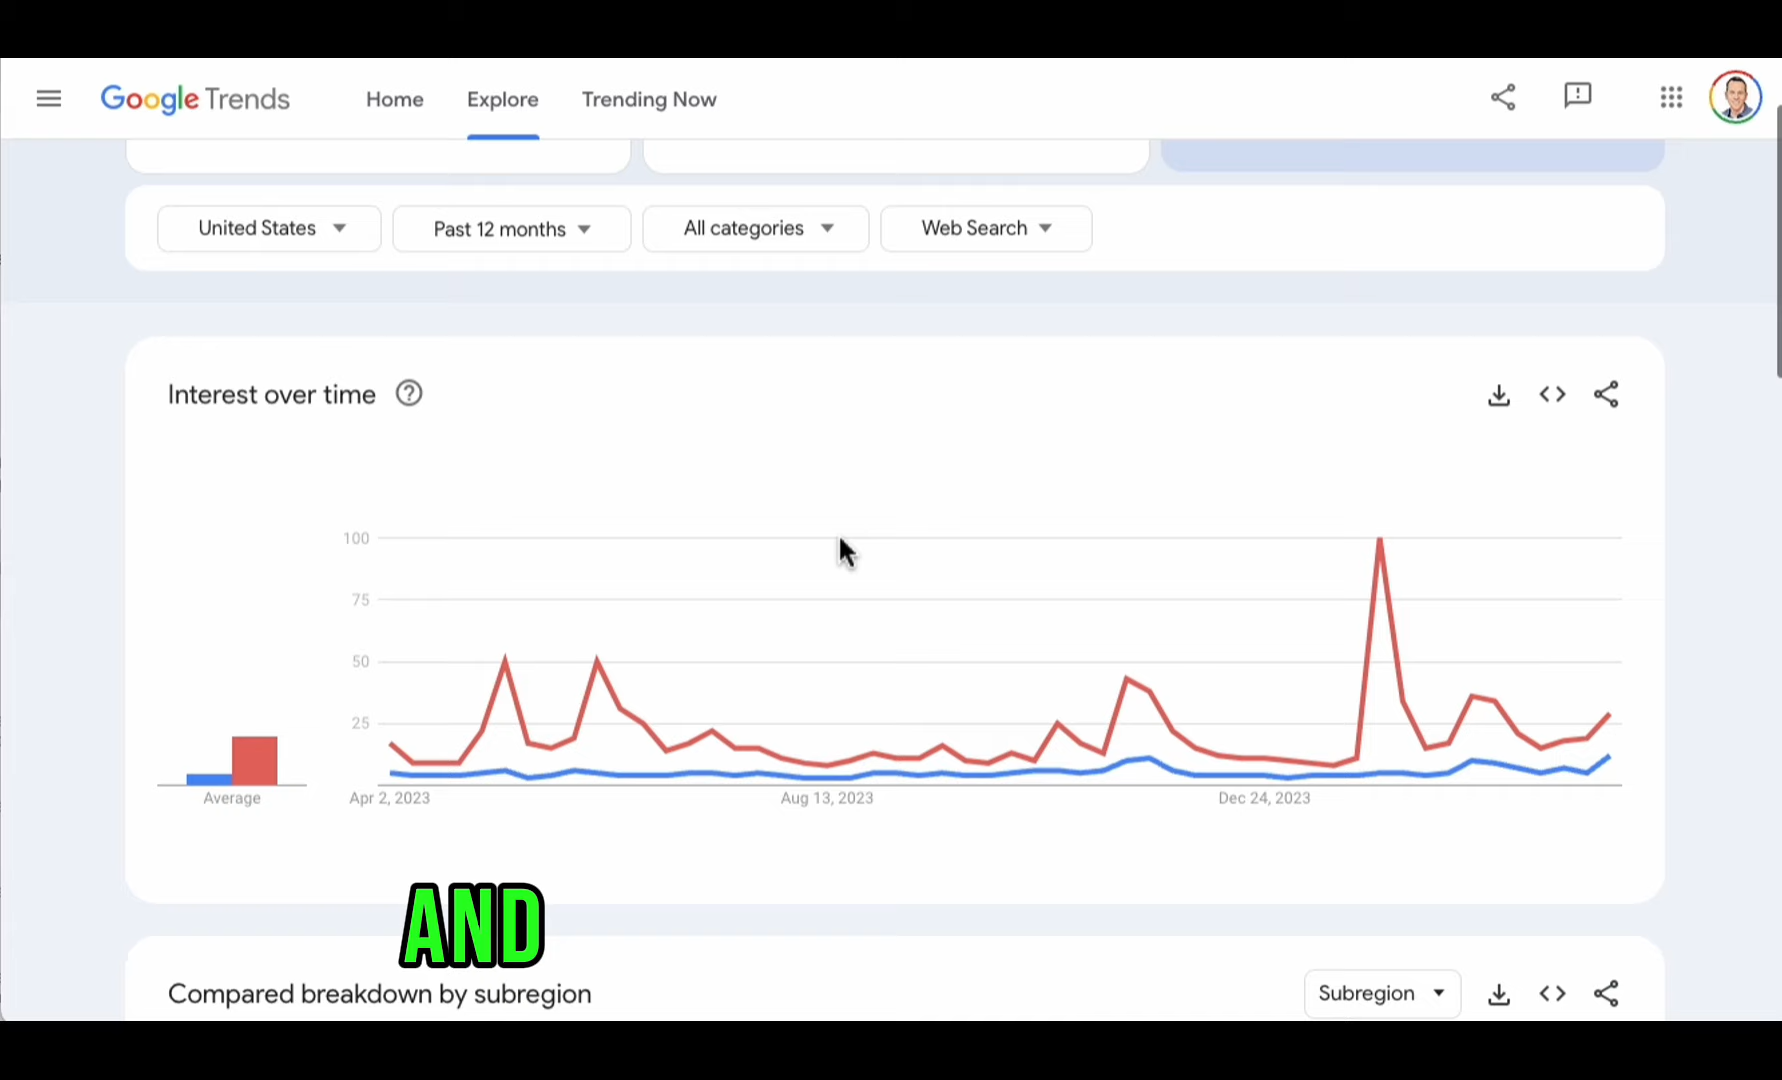 Google Trends
Home
Explore
Trending Now
United States
Past 12 months
All categories
Web Search
Interest over time
100
75
50
25
Average
Apr 2, 2023
Aug 13, 2023
Dec 24, 2023
AND
Compared breakdown by subregion
Subregion